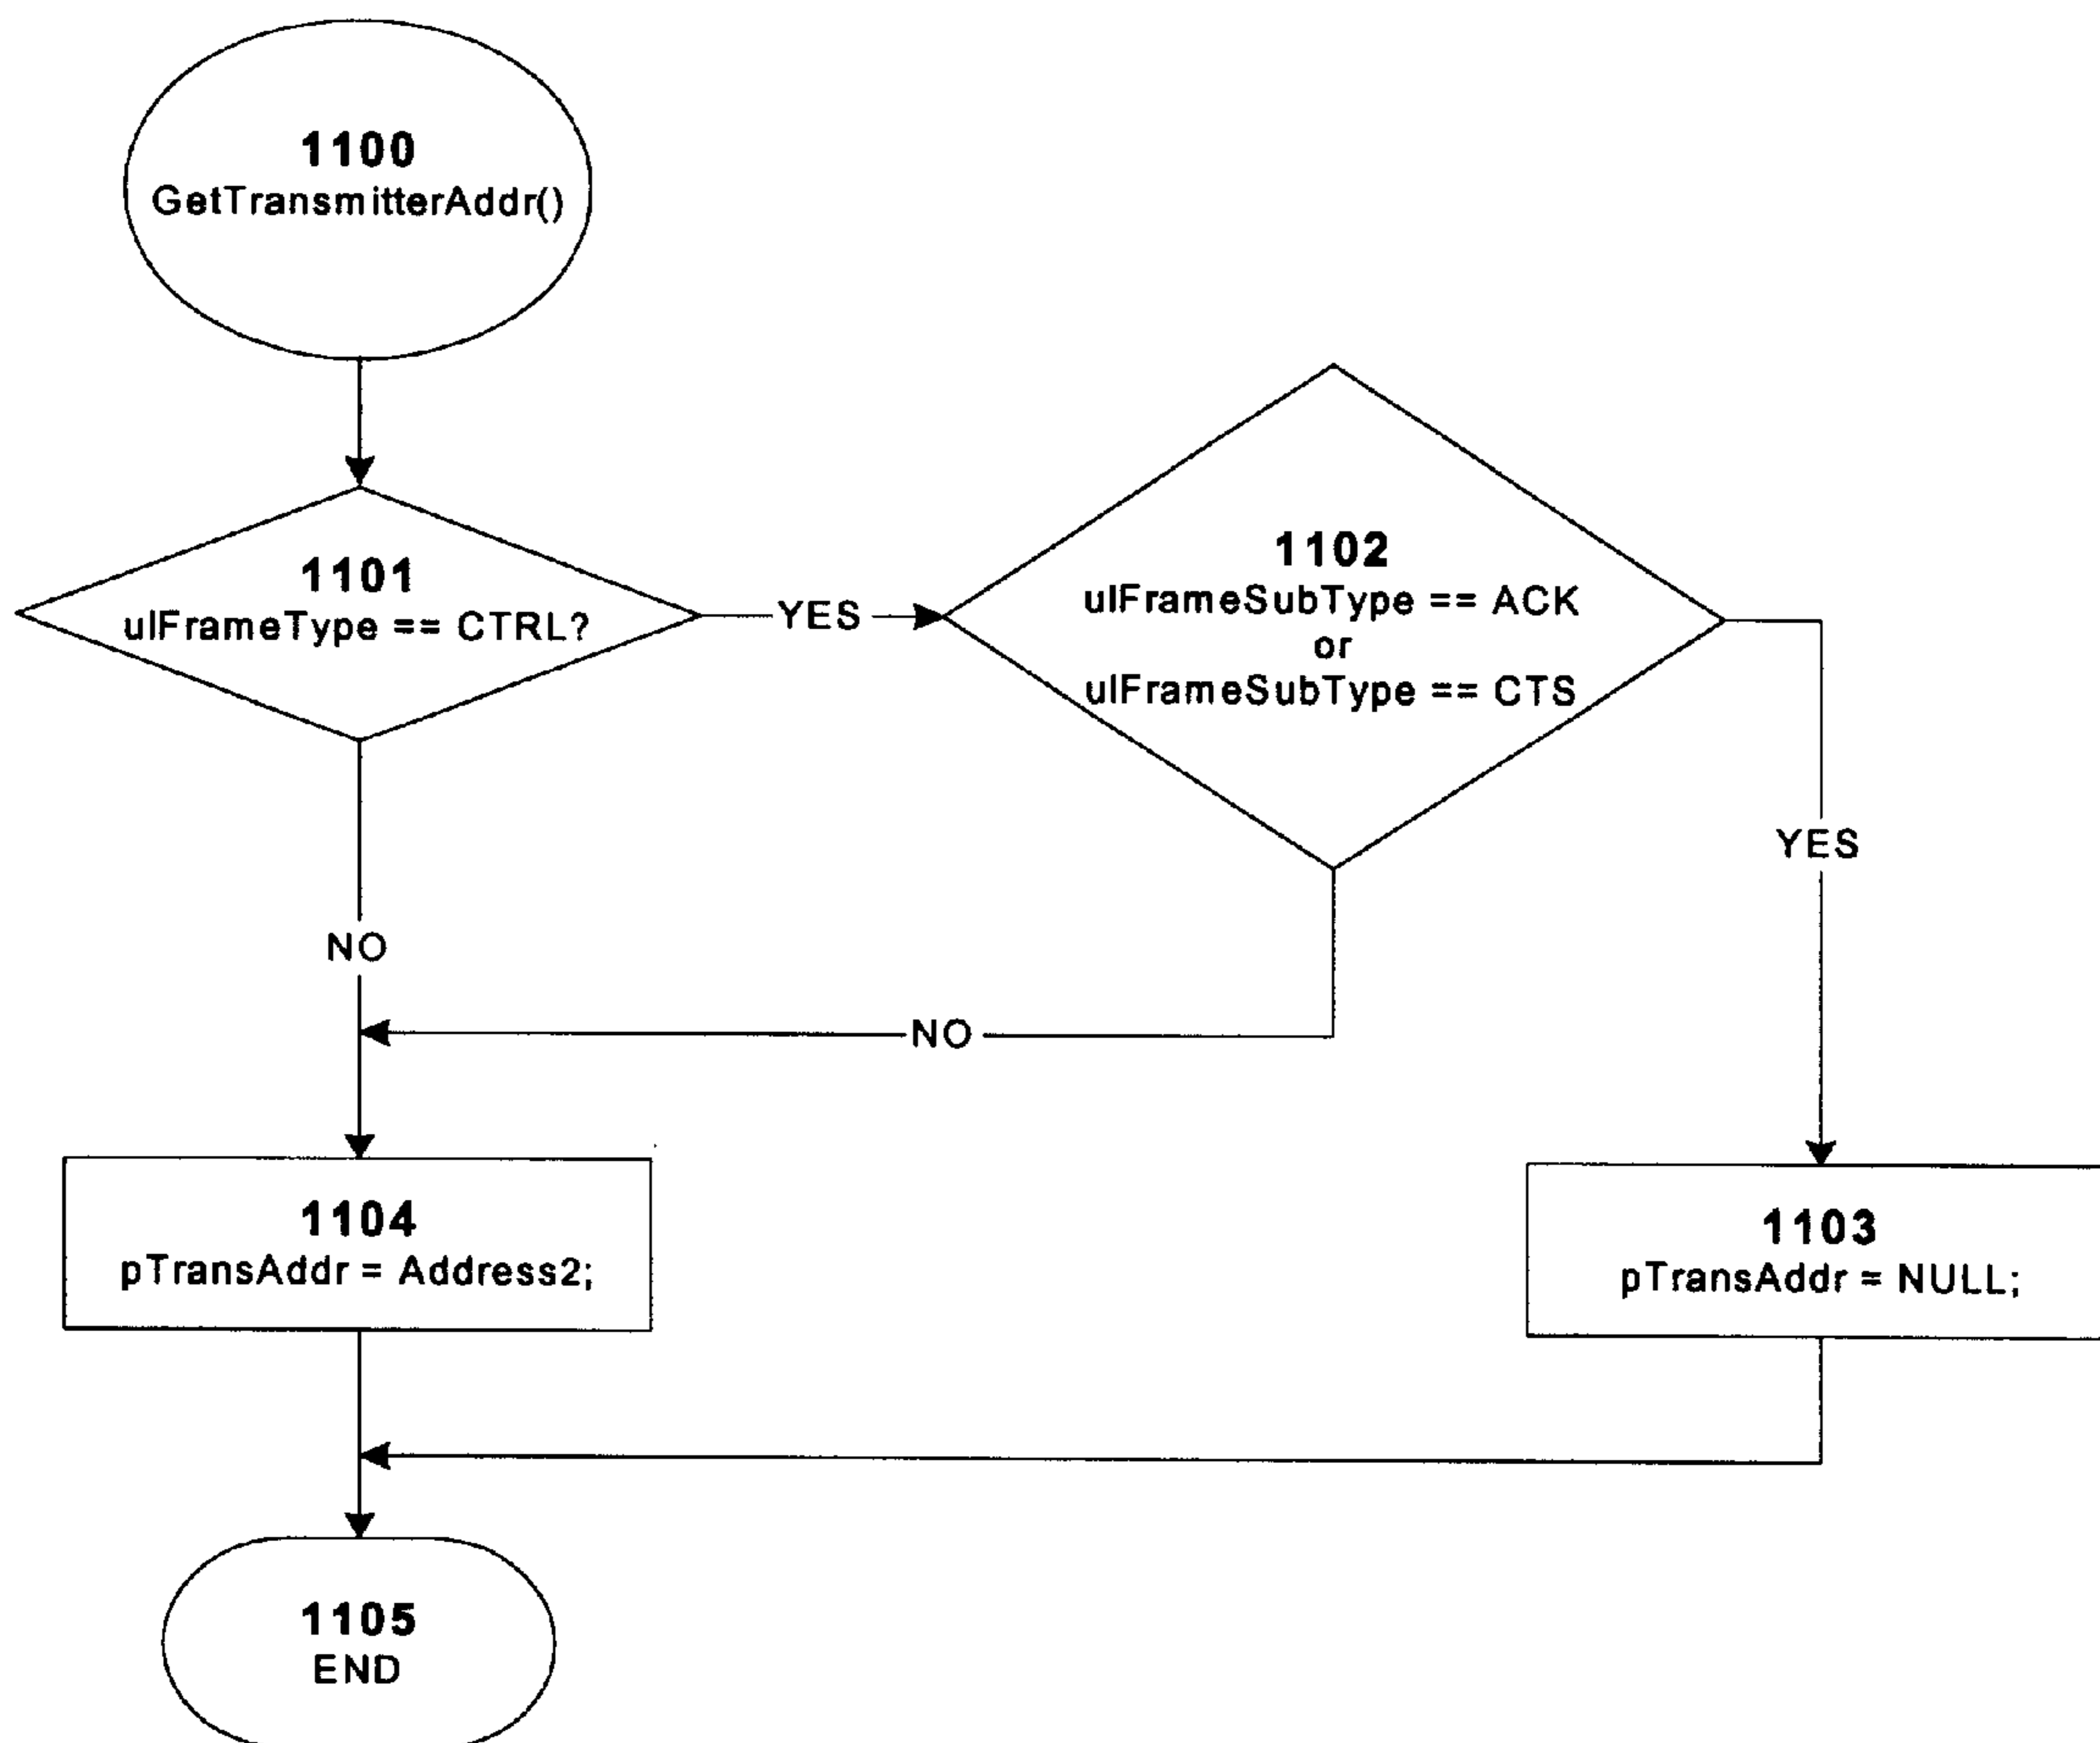 1100
GetTransmitterAddr()
1101
ulFrameType == CTRL?
YES
1102
ulFrameSubType == ACK
or
ulFrameSubType == CTS
YES
NO
NO
1104
pTransAddr = Address2;
1103
pTransAddr = NULL;
1105
END